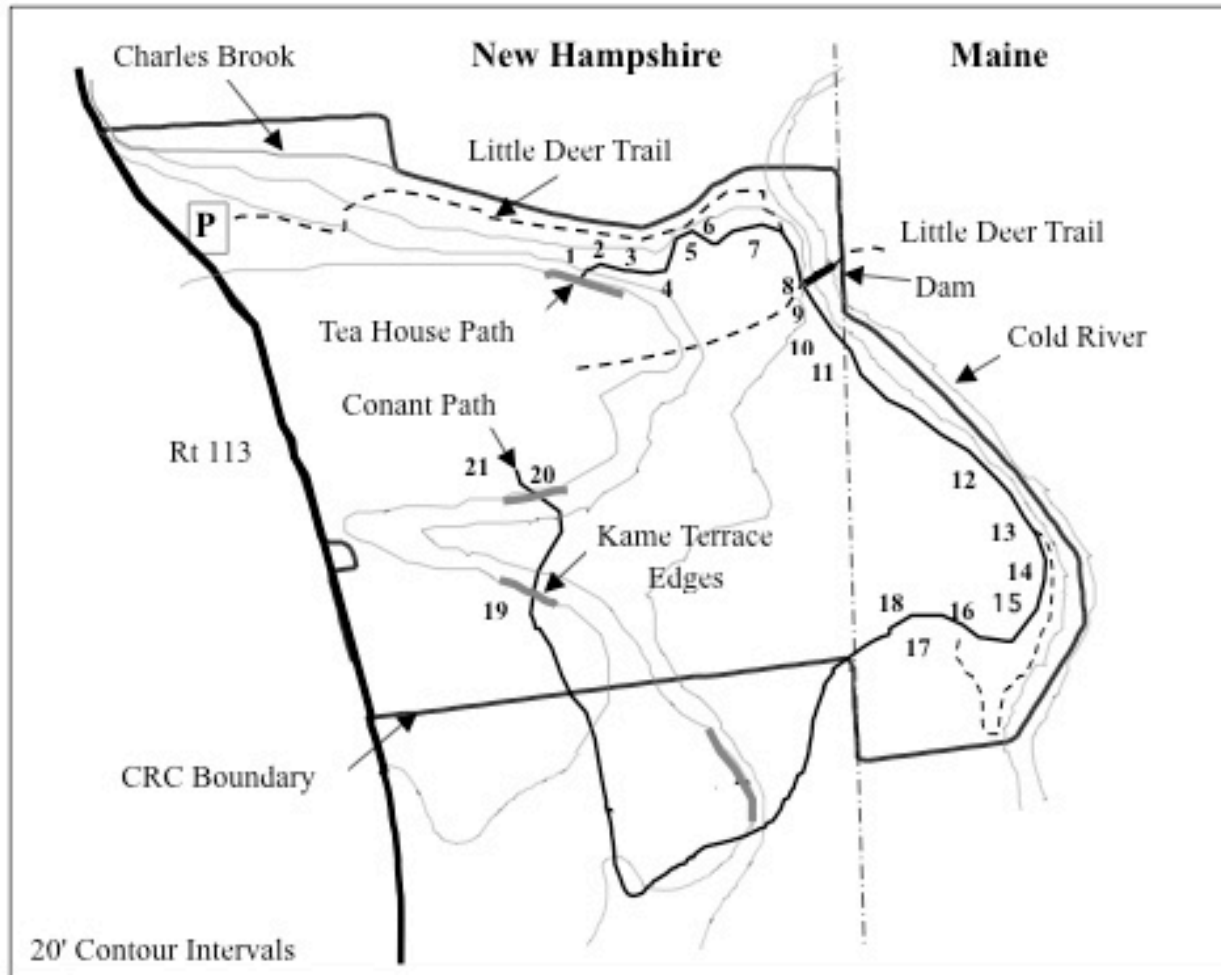 New Hampshire
Maine
Charles Brook
Little Deer Trail
P
Little Deer Trail
Dam
Tea House Path
Cold River
Conant Path
Rt 113
Kame Terrace
Edges
CRC Boundary
20' Contour Intervals
1
2
3
4
5
6
7
8
9
10
11
12
13
14
15
16
17
18
19
20
21